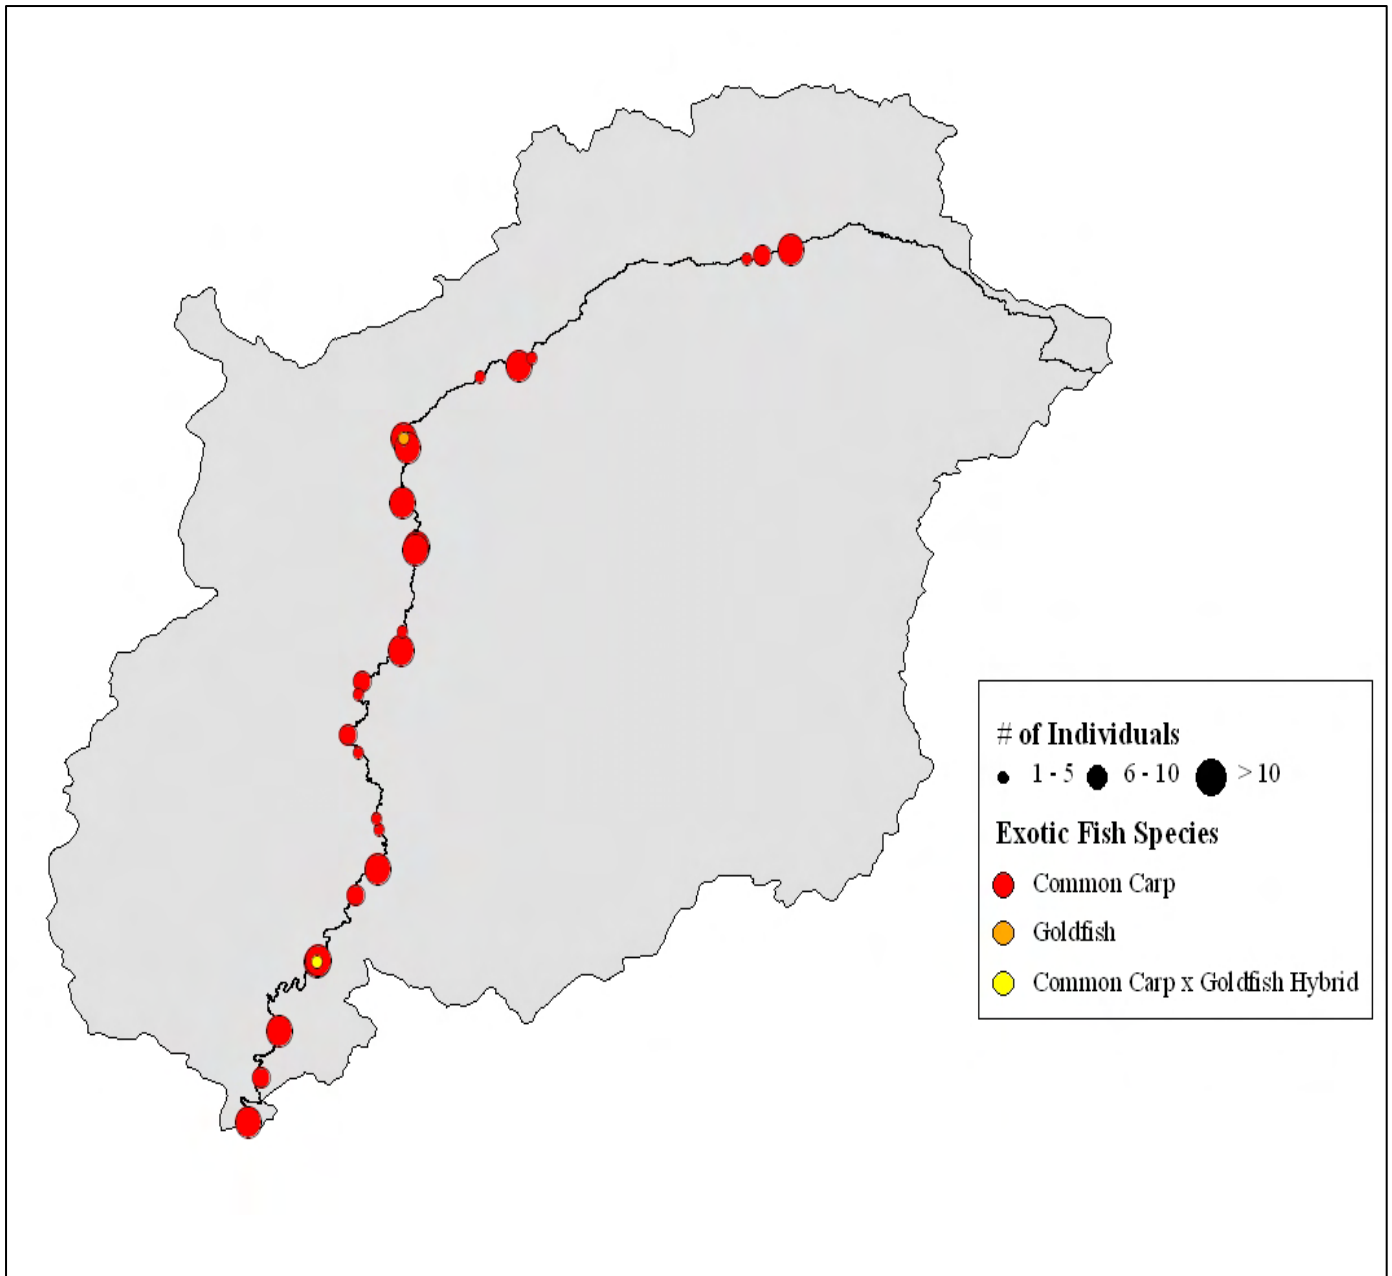 # of Individuals
1 - 5 6 - 10 > 10
Exotic Fish Species
Common Carp
Goldfish
Common Carp x Goldfish Hybrid